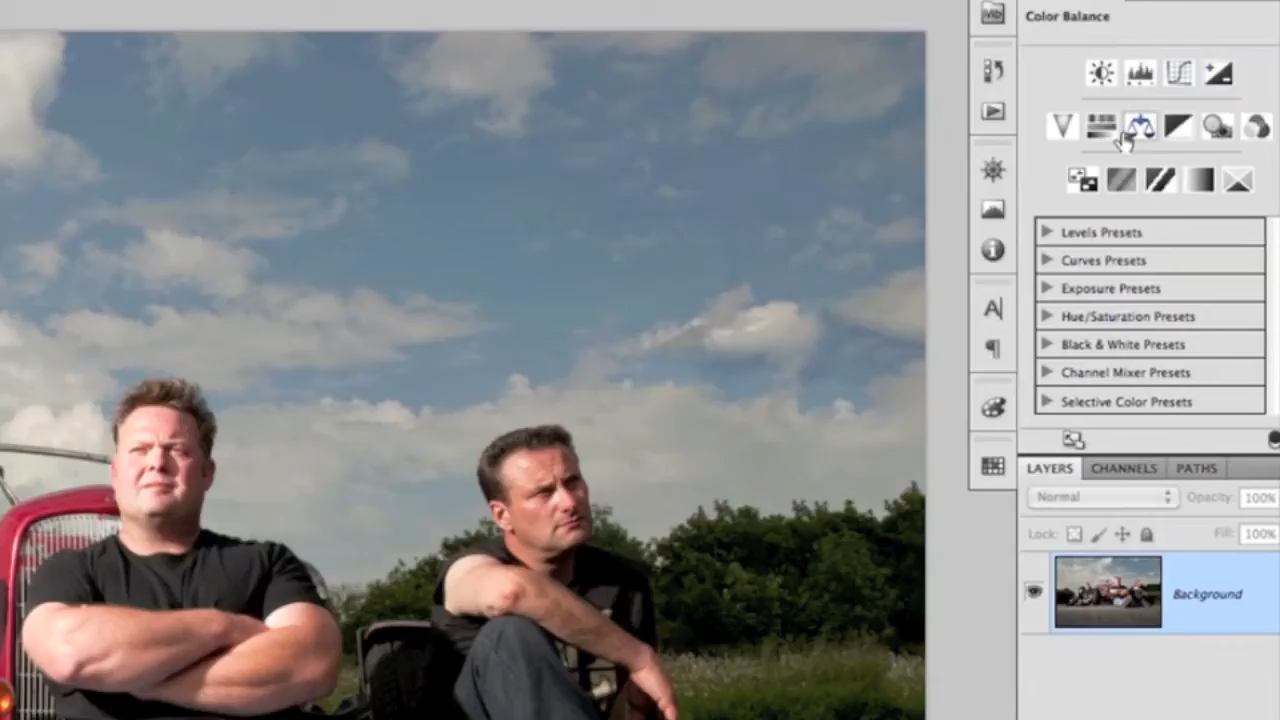 Mb
Color Balance
Levels Presets
Curves Presets
Exposure Presets
Hue/Saturation Presets
Black & White Presets
Channel Mixer Presets
Selective Color Presets
A
LAYERS CHANNELS PATHS
Normal Opacity: 100%
Lock: Fill: 100%
Background